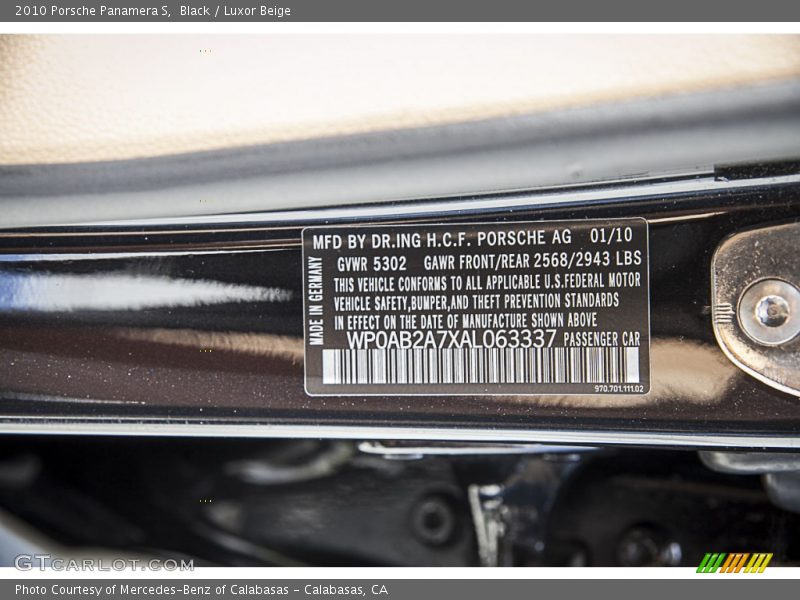 2010 Porsche Panamera S,  Black / Luxor Beige
MFD BY DR.ING H.C.F. PORSCHE AG 01/10
GVWR 5302 GAWR FRONT/REAR 2568/2943 LBS
THIS VEHICLE CONFORMS TO ALL APPLICABLE U.S.FEDERAL MOTOR
VEHICLE SAFETY,BUMPER,AND THEFT PREVENTION STANDARDS
IN EFFECT ON THE DATE OF MANUFACTURE SHOWN ABOVE
WP0AB2A7XAL063337 PASSENGER CAR
970.701.111.02
MADE IN GERMANY
GTCARLOT.COM
Photo Courtesy of Mercedes-Benz of Calabasas - Calabasas, CA